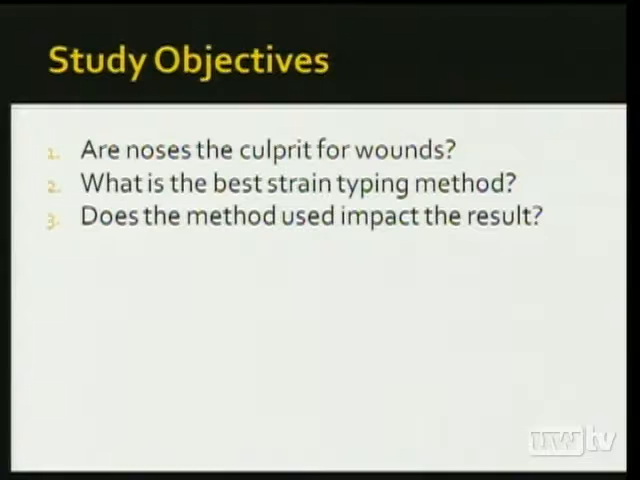 Study Objectives
1. Are noses the culprit for wounds?
2. What is the best strain typing method?
3. Does the method used impact the result?
uwtv